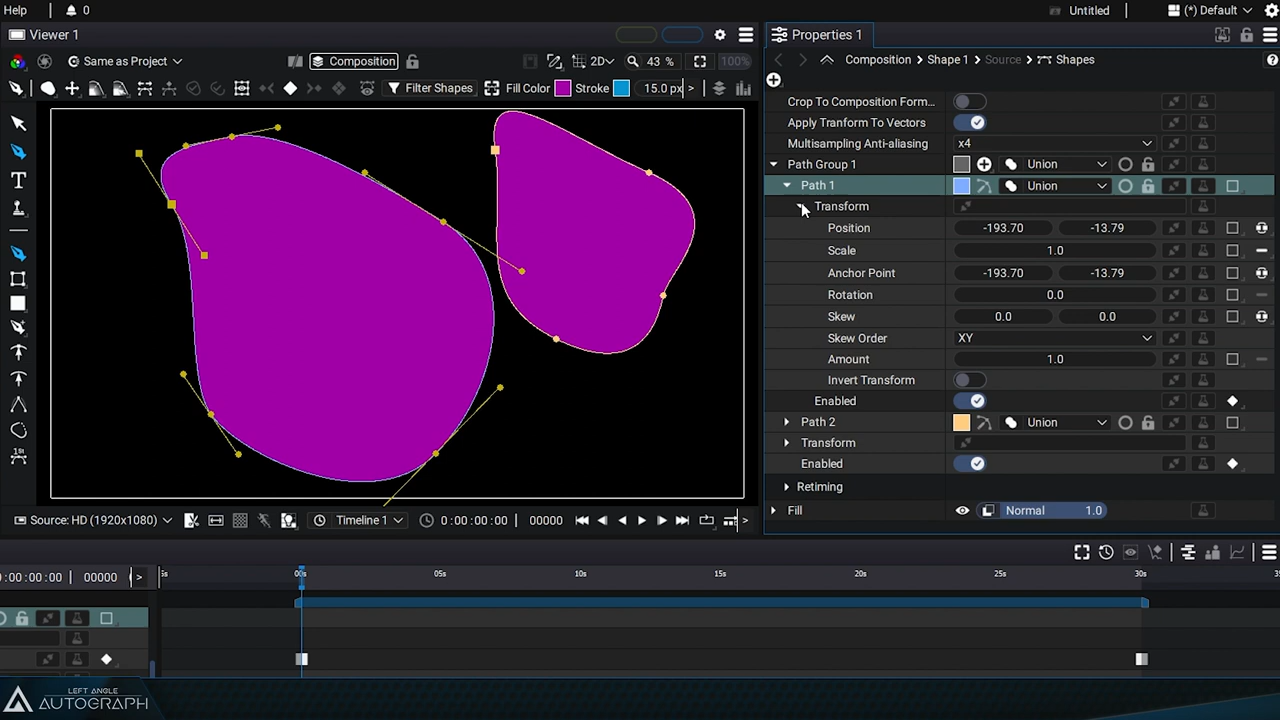 Help 0 Untitled (*) Default
Viewer 1
Same as Project Composition 2D 43 % 100%
Filter Shapes Fill Color Stroke 15.0 px >
T
Source: HD (1920x1080) Timeline 1 0:00:00:00 00000 >
Properties 1
Composition > Shape 1 > Source > Shapes ?
Crop To Composition Form...
Apply Tranform To Vectors
Multisampling Anti-aliasing x4
Path Group 1 Union
Path 1 Union
Transform
Position -193.70 -13.79
Scale 1.0
Anchor Point -193.70 -13.79
Rotation 0.0
Skew 0.0 0.0
Skew Order XY
Amount 1.0
Invert Transform
Enabled
Path 2 Union
Transform
Enabled
Retiming
Fill Normal 1.0
0:00:00:00 00000 >
00s 05s 10s 15s 20s 25s 30s
LEFT ANGLE
AUTOGRAPH